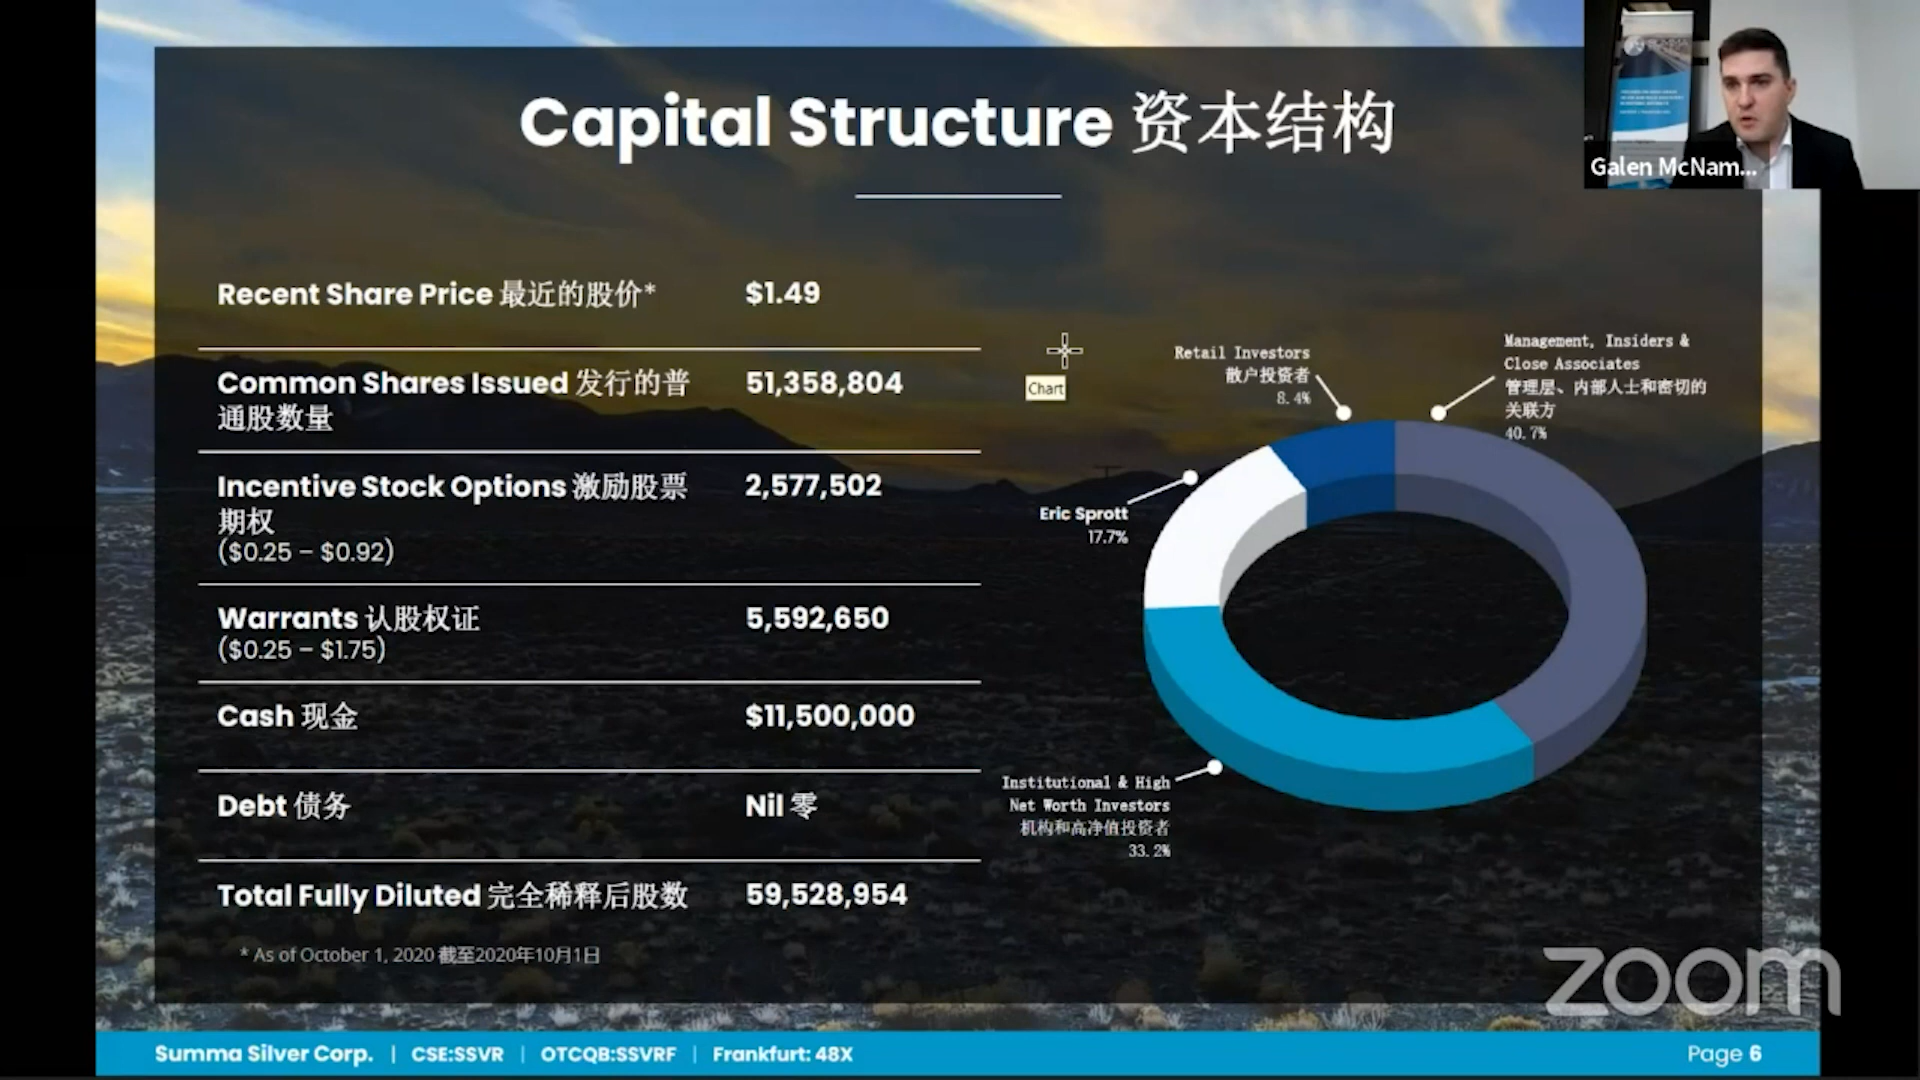 Capital Structure 资本结构
Galen McNam...
Recent Share Price 最近的股价*
$1.49
Common Shares Issued 发行的普
通股数量
51,358,804
Incentive Stock Options 激励股票
期权
($0.25 – $0.92)
2,577,502
Warrants 认股权证
($0.25 – $1.75)
5,592,650
Cash 现金
$11,500,000
Debt 债务
Nil 零
Total Fully Diluted 完全稀释后股数
59,528,954
* As of October 1, 2020 截至2020年10月1日
Chart
Retail Investors
散户投资者
8.4%
Management, Insiders &
Close Associates
管理层、内部人士和密切的
关联方
40.7%
Eric Sprott
17.7%
Institutional & High
Net Worth Investors
机构和高净值投资者
33.2%
zoom
Summa Silver Corp. | CSE:SSVR | OTCQB:SSVRF | Frankfurt: 48X
Page 6